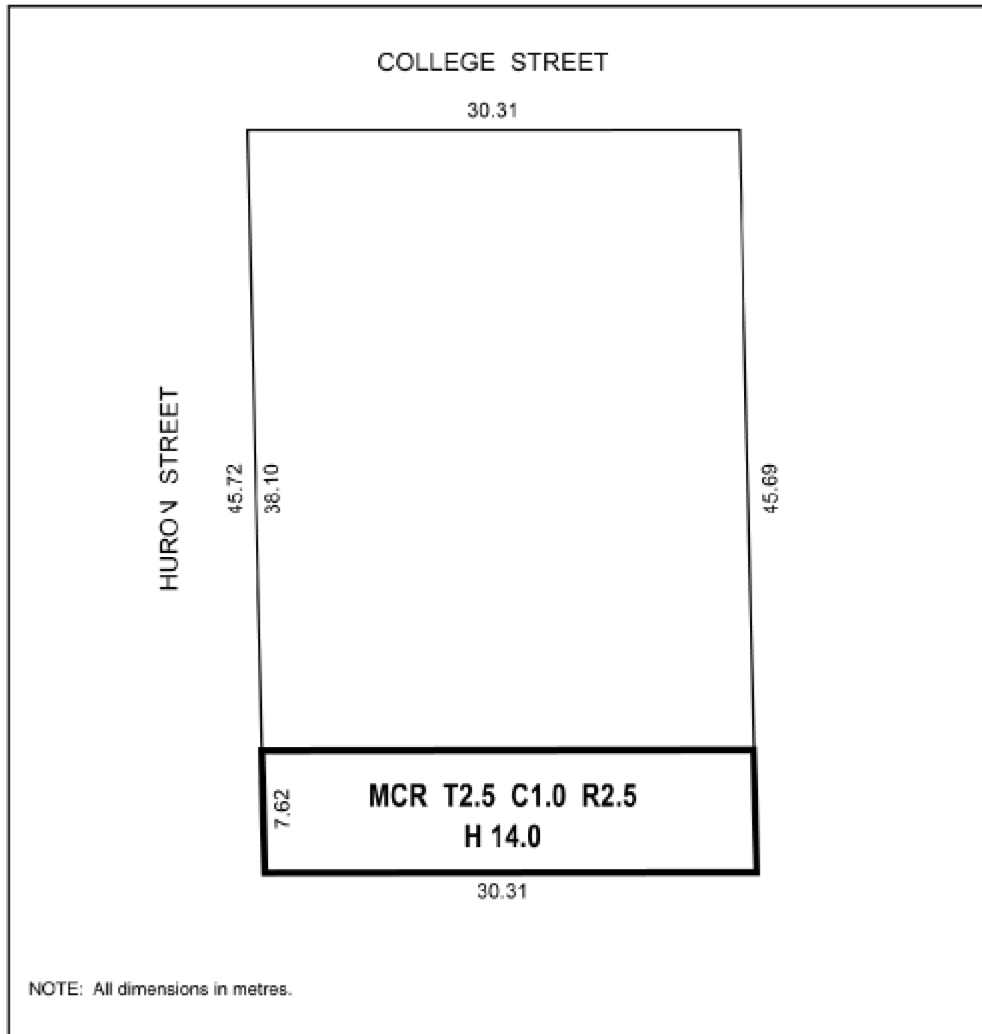 COLLEGE STREET
30.31
HURON STREET
45.72
38.10
45.69
7.62
MCR T2.5 C1.0 R2.5
H 14.0
30.31
NOTE: All dimensions in metres.